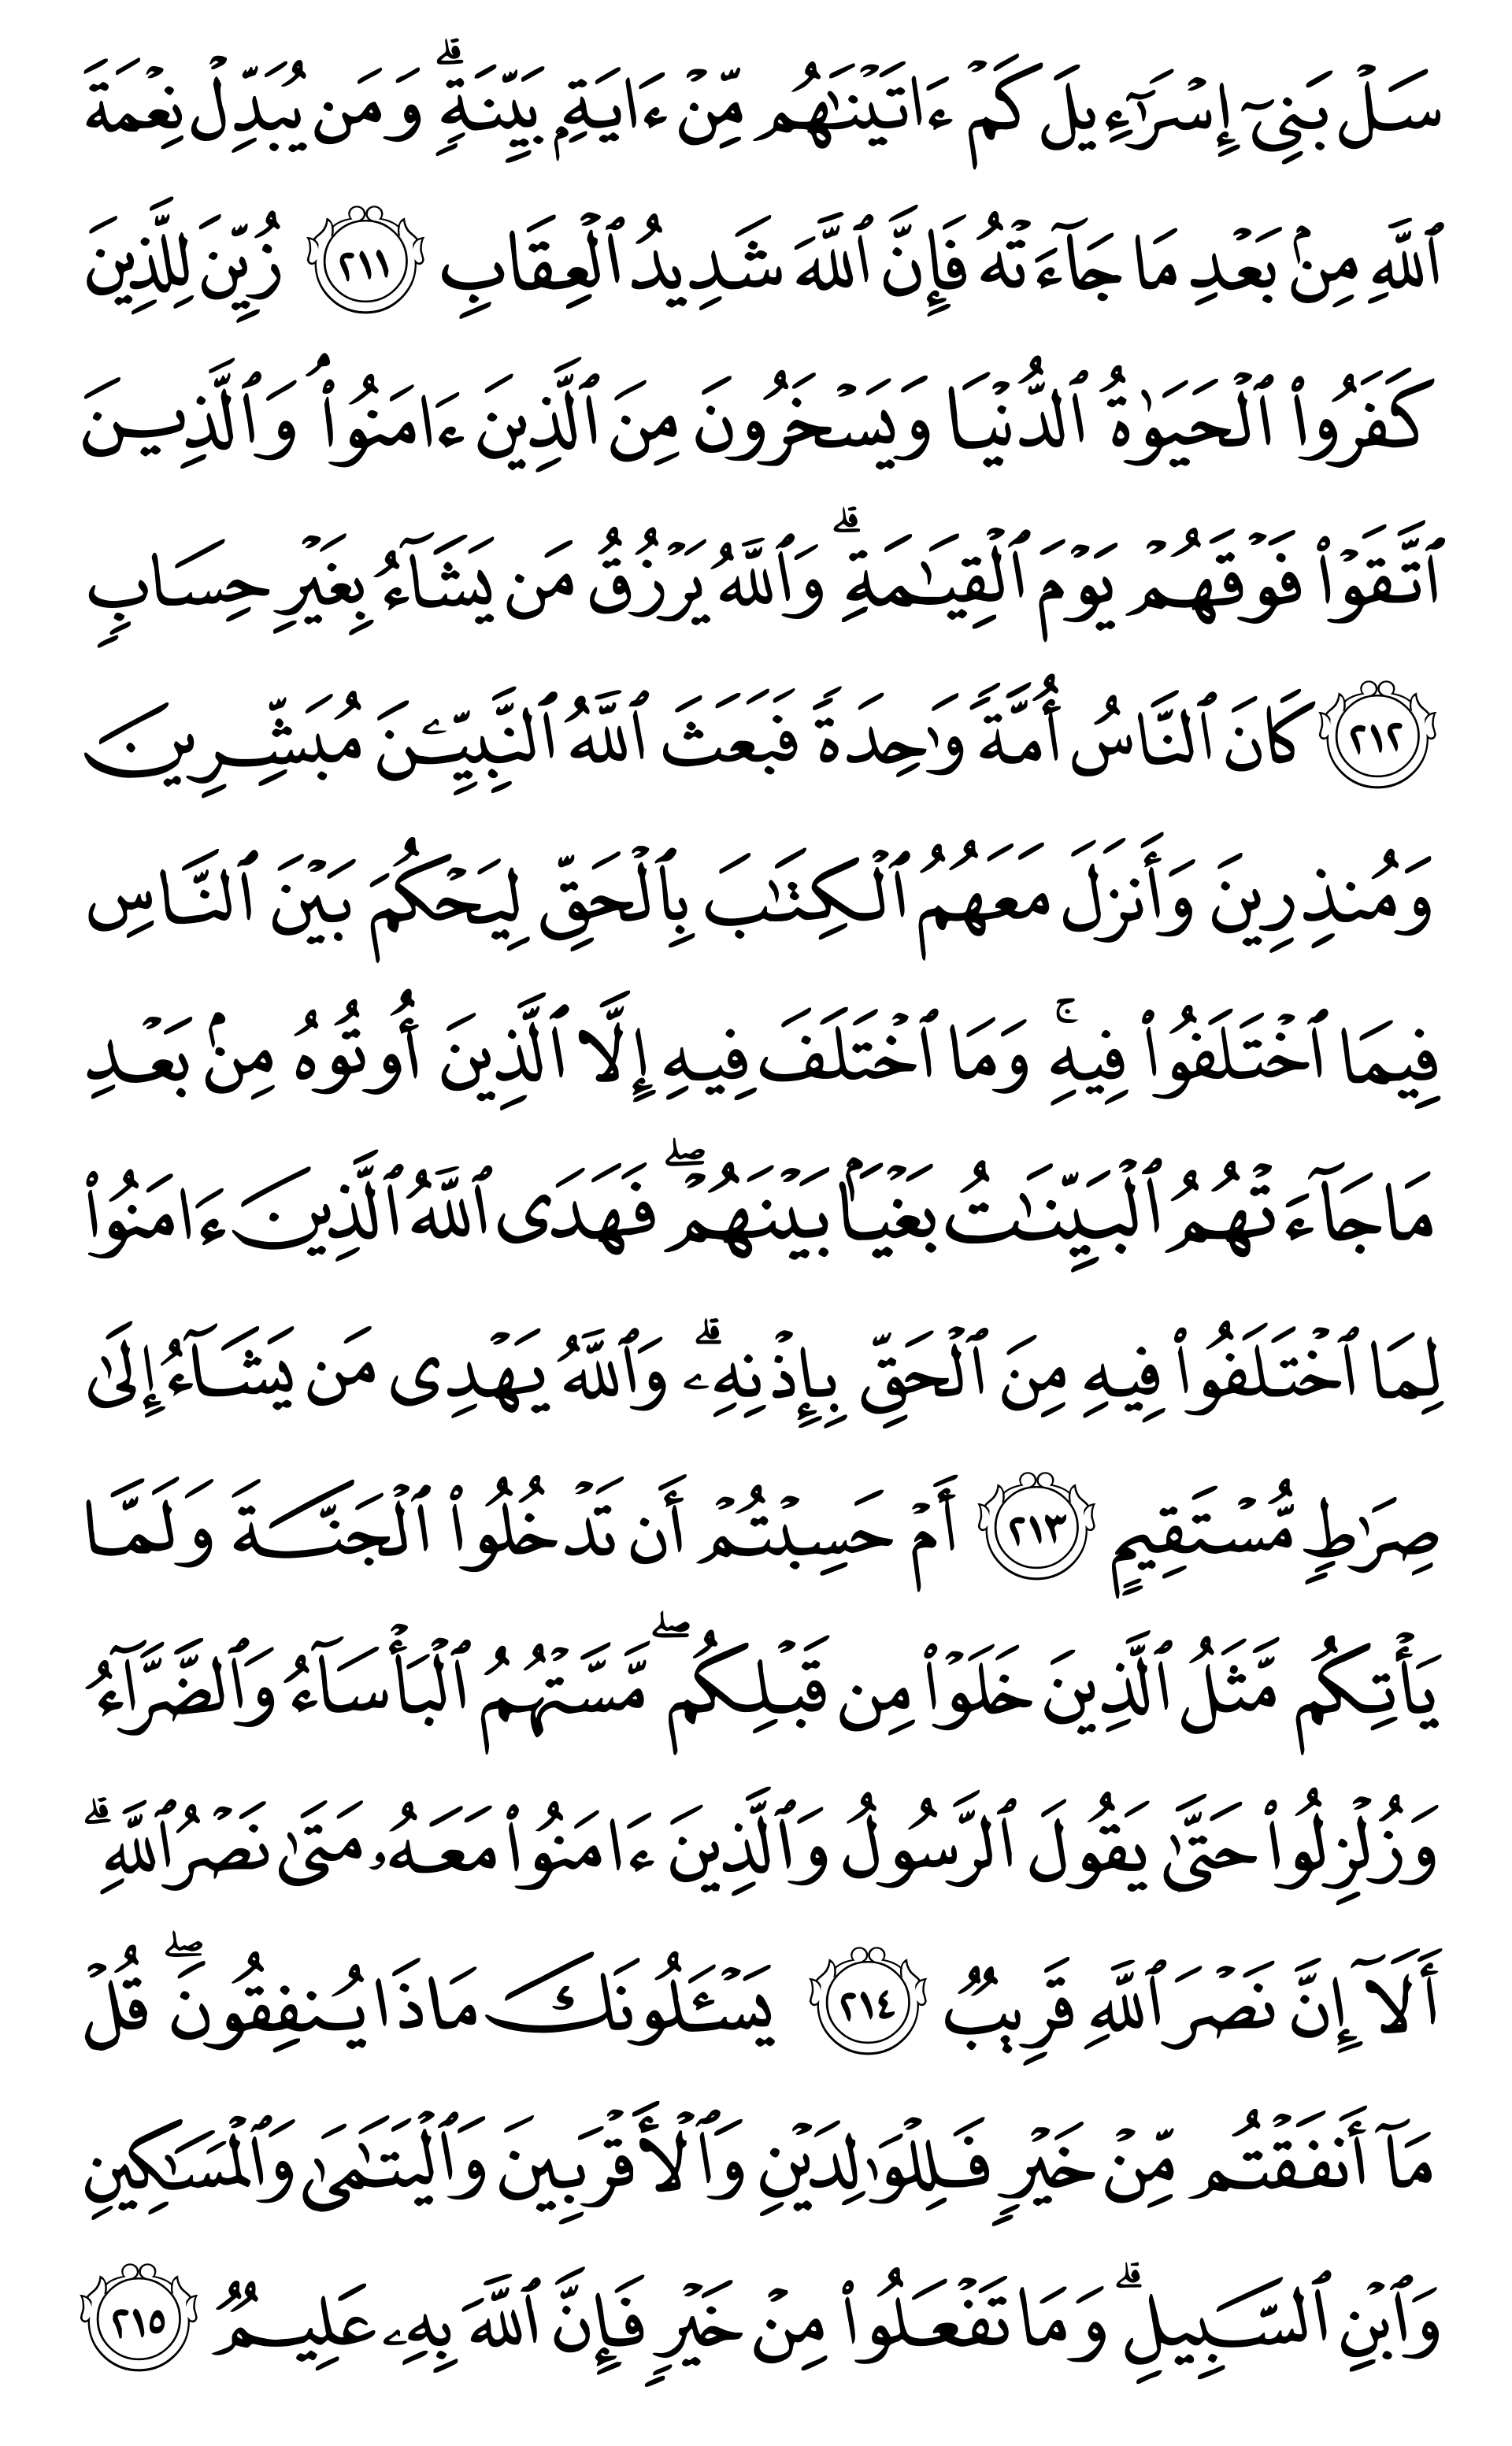 سَلْ بَنِىٓ إِسْرَٰٓءِيلَ كَمْ ءَاتَيْنَٰهُم مِّنْ ءَايَةٍۭ بَيِّنَةٍۗ وَمَن يُبَدِّلْ نِعْمَةَ
ٱللَّهِ مِنۢ بَعْدِ مَا جَآءَتْهُ فَإِنَّ ٱللَّهَ شَدِيدُ ٱلْعِقَابِ ٢١١ زُيِّنَ لِلَّذِينَ
كَفَرُوا۟ ٱلْحَيَوٰةُ ٱلدُّنْيَا وَيَسْخَرُونَ مِنَ ٱلَّذِينَ ءَامَنُوا۟ۘ وَٱلَّذِينَ
ٱتَّقَوْا۟ فَوْقَهُمْ يَوْمَ ٱلْقِيَٰمَةِۗ وَٱللَّهُ يَرْزُقُ مَن يَشَآءُ بِغَيْرِ حِسَابٍ
٢١٢ كَانَ ٱلنَّاسُ أُمَّةً وَٰحِدَةً فَبَعَثَ ٱللَّهُ ٱلنَّبِيِّۦنَ مُبَشِّرِينَ
وَمُنذِرِينَ وَأَنزَلَ مَعَهُمُ ٱلْكِتَٰبَ بِٱلْحَقِّ لِيَحْكُمَ بَيْنَ ٱلنَّاسِ
فِيمَا ٱخْتَلَفُوا۟ فِيهِۚ وَمَا ٱخْتَلَفَ فِيهِ إِلَّا ٱلَّذِينَ أُوتُوهُ مِنۢ بَعْدِ
مَا جَآءَتْهُمُ ٱلْبَيِّنَٰتُ بَغْيًۢا بَيْنَهُمْۖ فَهَدَى ٱللَّهُ ٱلَّذِينَ ءَامَنُوا۟
لِمَا ٱخْتَلَفُوا۟ فِيهِ مِنَ ٱلْحَقِّ بِإِذْنِهِۦۗ وَٱللَّهُ يَهْدِى مَن يَشَآءُ إِلَىٰ
صِرَٰطٍ مُّسْتَقِيمٍ ٢١٣ أَمْ حَسِبْتُمْ أَن تَدْخُلُوا۟ ٱلْجَنَّةَ وَلَمَّا
يَأْتِكُم مَّثَلُ ٱلَّذِينَ خَلَوْا۟ مِن قَبْلِكُمۖ مَّسَّتْهُمُ ٱلْبَأْسَآءُ وَٱلضَّرَّآءُ
وَزُلْزِلُوا۟ حَتَّىٰ يَقُولَ ٱلرَّسُولُ وَٱلَّذِينَ ءَامَنُوا۟ مَعَهُۥ مَتَىٰ نَصْرُ ٱللَّهِۗ
أَلَآ إِنَّ نَصْرَ ٱللَّهِ قَرِيبٌ ٢١٤ يَسْـَٔلُونَكَ مَاذَا يُنفِقُونَۖ قُلْ
مَآ أَنفَقْتُم مِّنْ خَيْرٍ فَلِلْوَٰلِدَيْنِ وَٱلْأَقْرَبِينَ وَٱلْيَتَٰمَىٰ وَٱلْمَسَٰكِينِ
وَٱبْنِ ٱلسَّبِيلِۗ وَمَا تَفْعَلُوا۟ مِنْ خَيْرٍ فَإِنَّ ٱللَّهَ بِهِۦ عَلِيمٌ ٢١٥